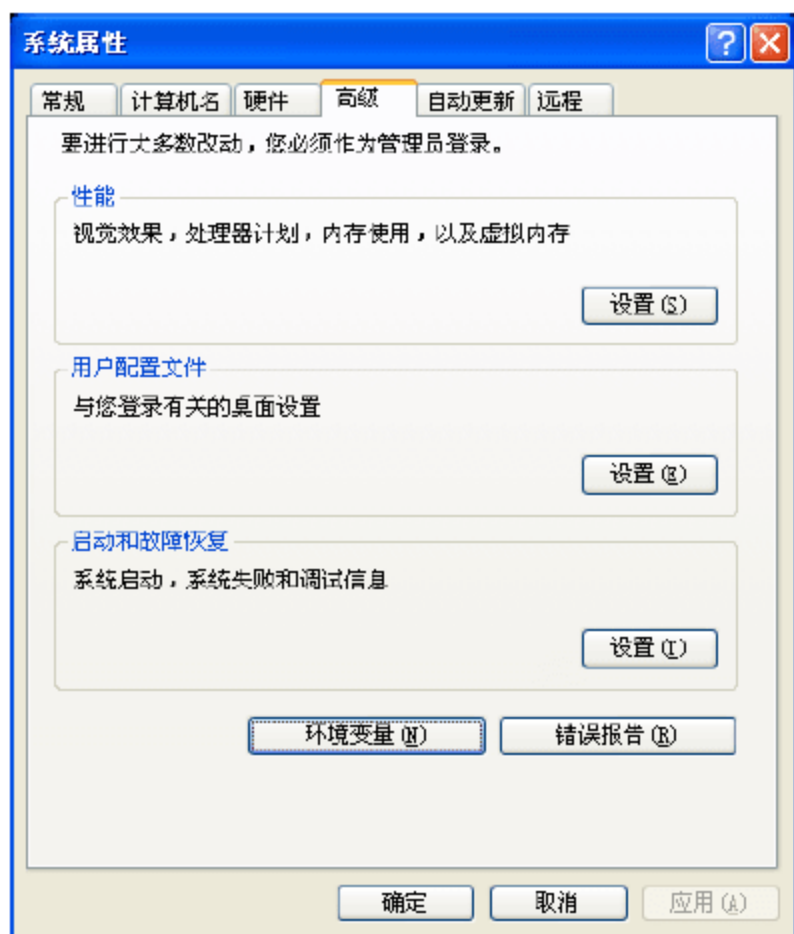 系统属性
常规 计算机名 硬件 高级 自动更新 远程
要进行大多数改动，您必须作为管理员登录。
性能
视觉效果，处理器计划，内存使用，以及虚拟内存
设置(S)
用户配置文件
与您登录有关的桌面设置
设置(E)
启动和故障恢复
系统启动，系统失败和调试信息
设置(T)
环境变量(N) 错误报告(R)
确定 取消 应用(A)